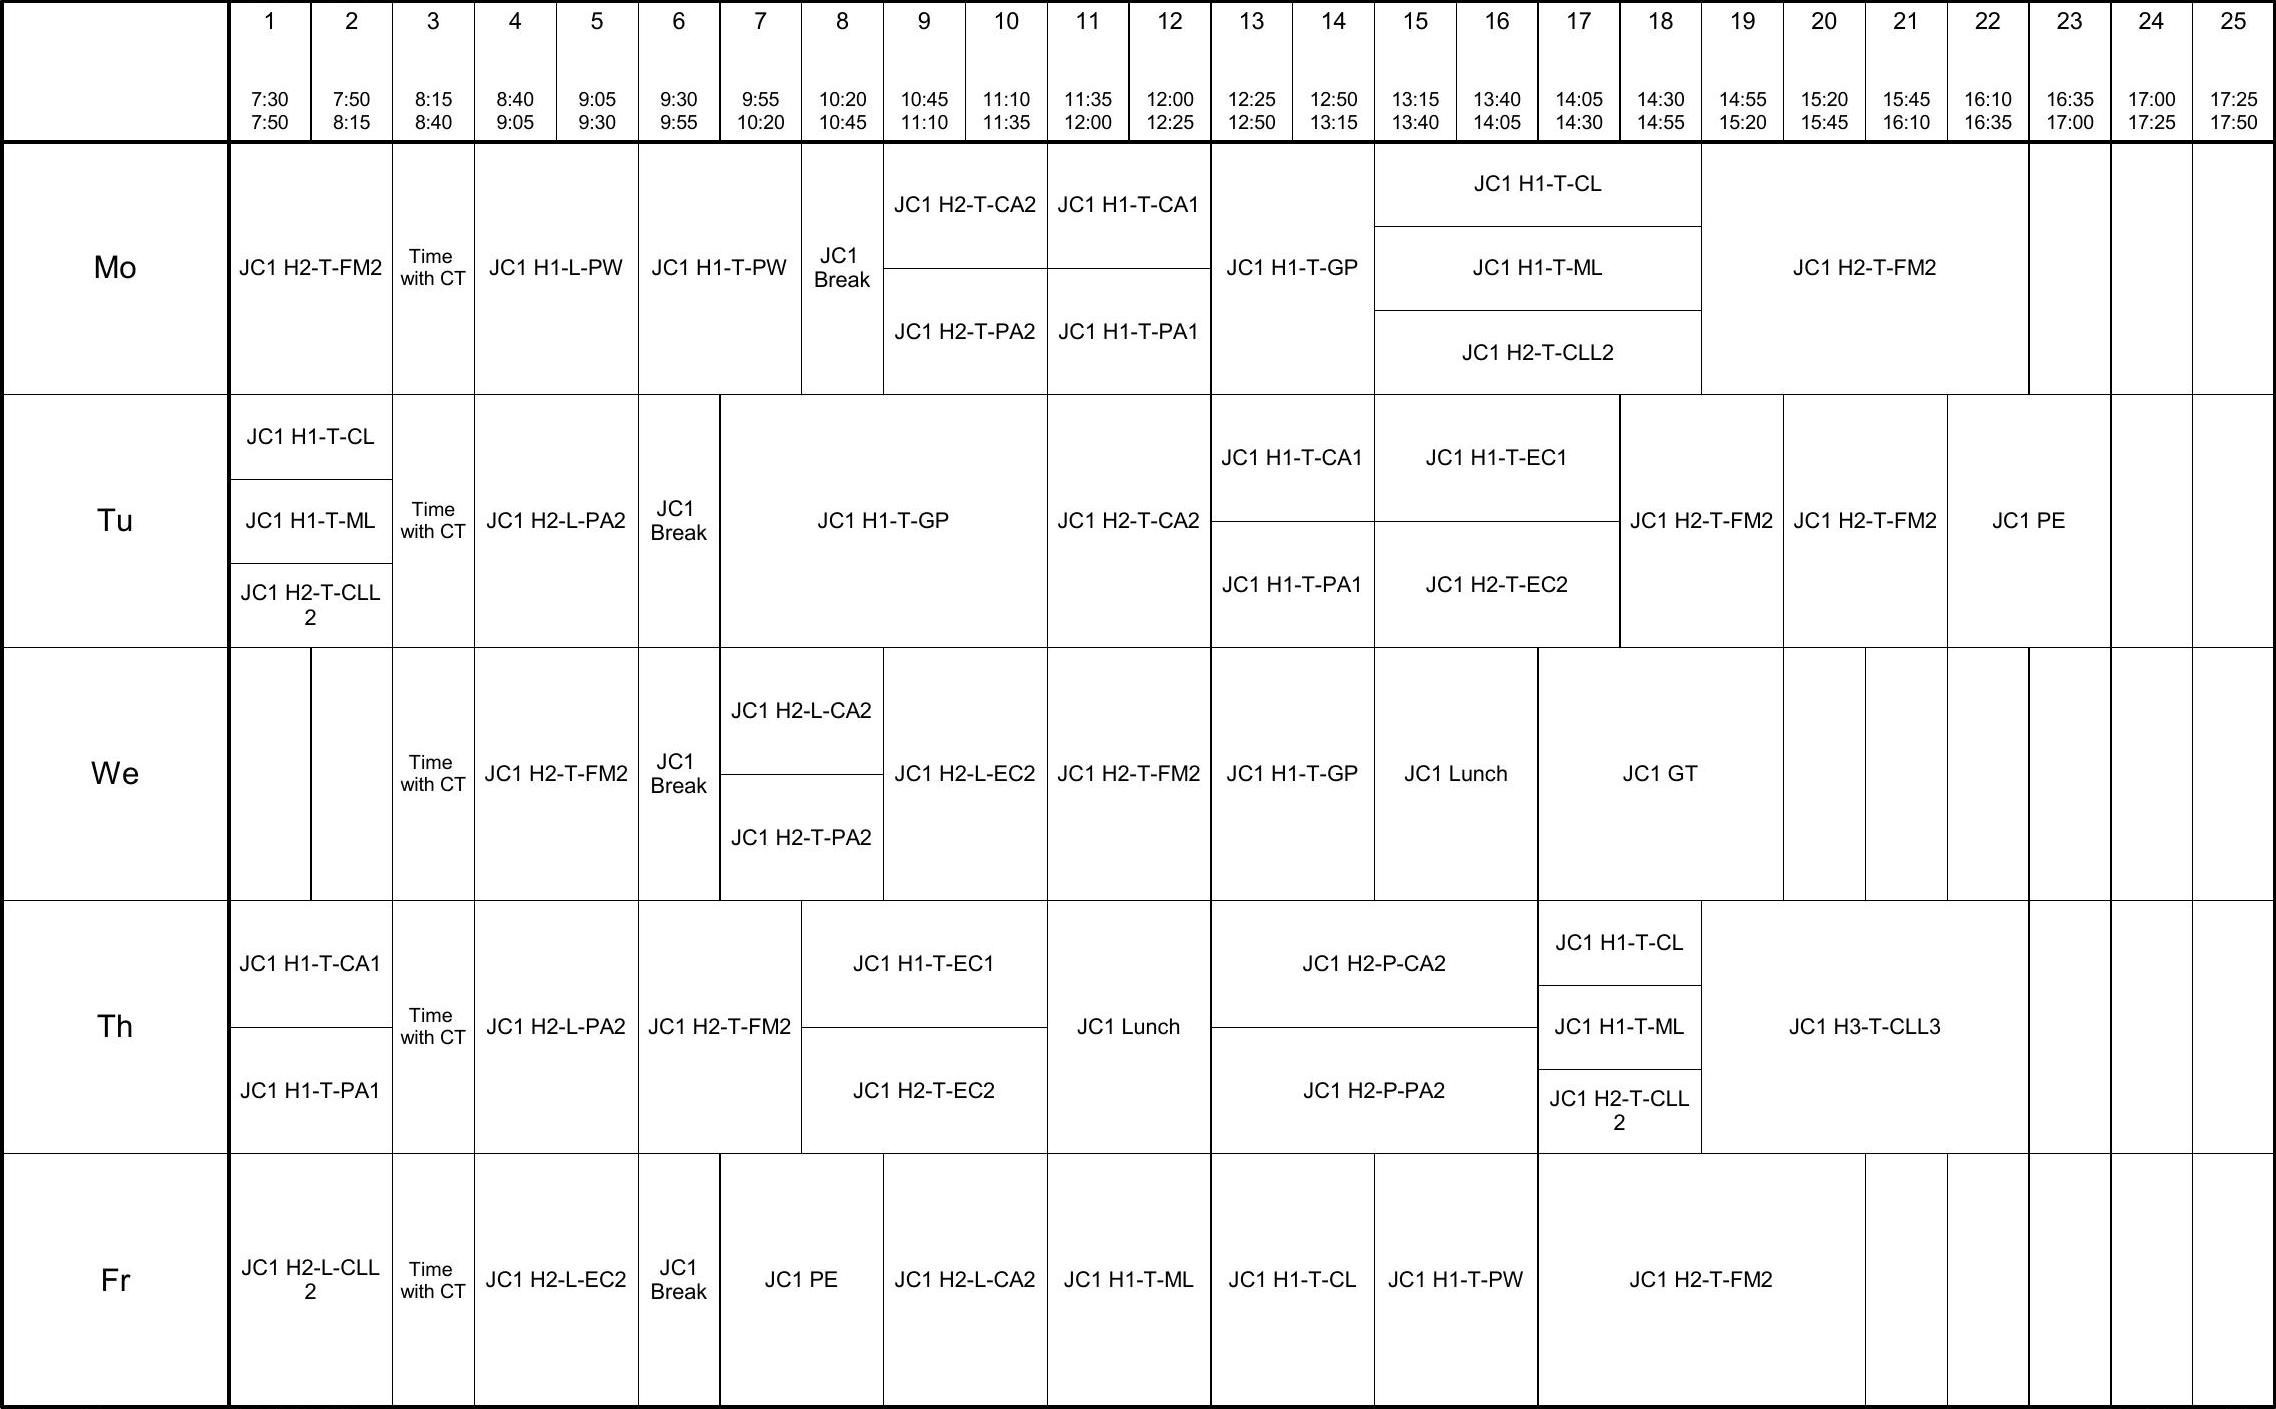 1 2 3 4 5 6 7 8 9 10 11 12 13 14 15 16 17 18 19 20 21 22 23 24 25
7:30 7:50 8:15 8:40 9:05 9:30 9:55 10:20 10:45 11:10 11:35 12:00 12:25 12:50 13:15 13:40 14:05 14:30 14:55 15:20 15:45 16:10 16:35 17:00 17:25
7:50 8:15 8:40 9:05 9:30 9:55 10:20 10:45 11:10 11:35 12:00 12:25 12:50 13:15 13:40 14:05 14:30 14:55 15:20 15:45 16:10 16:35 17:00 17:25 17:50
Mo
JC1 H2-T-FM2
Time
with CT
JC1 H1-L-PW
JC1 H1-T-PW
JC1
Break
JC1 H2-T-CA2
JC1 H2-T-PA2
JC1 H1-T-CA1
JC1 H1-T-PA1
JC1 H1-T-GP
JC1 H1-T-CL
JC1 H1-T-ML
JC1 H2-T-CLL2
JC1 H2-T-FM2
Tu
JC1 H1-T-CL
JC1 H1-T-ML
JC1 H2-T-CLL
2
Time
with CT
JC1 H2-L-PA2
JC1
Break
JC1 H1-T-GP
JC1 H2-T-CA2
JC1 H1-T-CA1
JC1 H1-T-PA1
JC1 H1-T-EC1
JC1 H2-T-EC2
JC1 H2-T-FM2
JC1 H2-T-FM2
JC1 PE
We
Time
with CT
JC1 H2-T-FM2
JC1
Break
JC1 H2-L-CA2
JC1 H2-T-PA2
JC1 H2-L-EC2
JC1 H2-T-FM2
JC1 H1-T-GP
JC1 Lunch
JC1 GT
Th
JC1 H1-T-CA1
JC1 H1-T-PA1
Time
with CT
JC1 H2-L-PA2
JC1 H2-T-FM2
JC1 H1-T-EC1
JC1 H2-T-EC2
JC1 Lunch
JC1 H2-P-CA2
JC1 H2-P-PA2
JC1 H1-T-CL
JC1 H1-T-ML
JC1 H2-T-CLL
2
JC1 H3-T-CLL3
Fr
JC1 H2-L-CLL
2
Time
with CT
JC1 H2-L-EC2
JC1
Break
JC1 PE
JC1 H2-L-CA2
JC1 H1-T-ML
JC1 H1-T-CL
JC1 H1-T-PW
JC1 H2-T-FM2